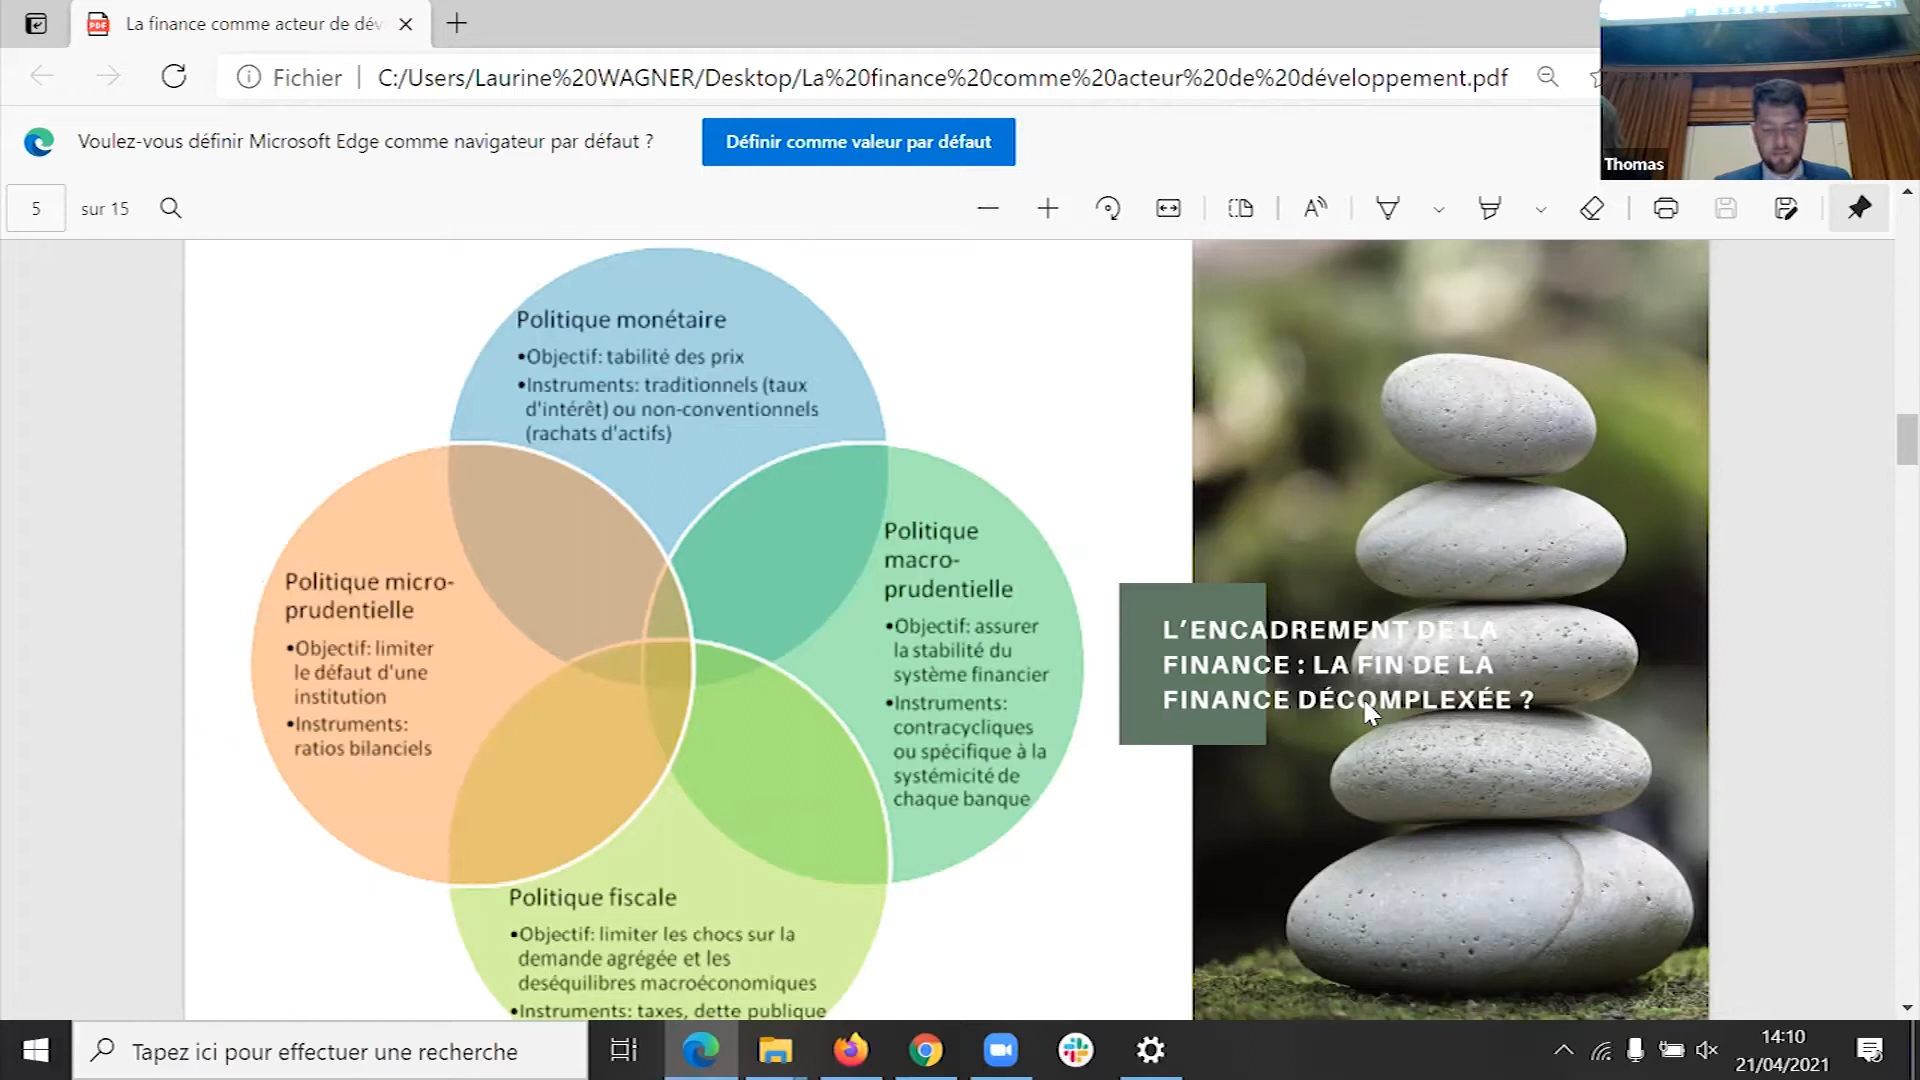 La finance comme acteur de dév
Fichier
C:/Users/Laurine%20WAGNER/Desktop/La%20finance%20comme%20acteur%20de%20développement.pdf
Voulez-vous définir Microsoft Edge comme navigateur par défaut ?
Définir comme valeur par défaut
Thomas
5
sur 15
Politique monétaire
•Objectif: tabilité des prix
•Instruments: traditionnels (taux
d'intérêt) ou non-conventionnels
(rachats d'actifs)
Politique micro-
prudentielle
•Objectif: limiter
le défaut d'une
institution
•Instruments:
ratios bilanciels
Politique
macro-
prudentielle
•Objectif: assurer
la stabilité du
système financier
•Instruments:
contracycliques
ou spécifique à la
systémicité de
chaque banque
Politique fiscale
•Objectif: limiter les chocs sur la
demande agrégée et les
deséquilibres macroéconomiques
•Instruments: taxes, dette publique
L'ENCADREMENT DE LA
FINANCE : LA FIN DE LA
FINANCE DÉCOMPLEXÉE ?
Tapez ici pour effectuer une recherche
14:10
21/04/2021